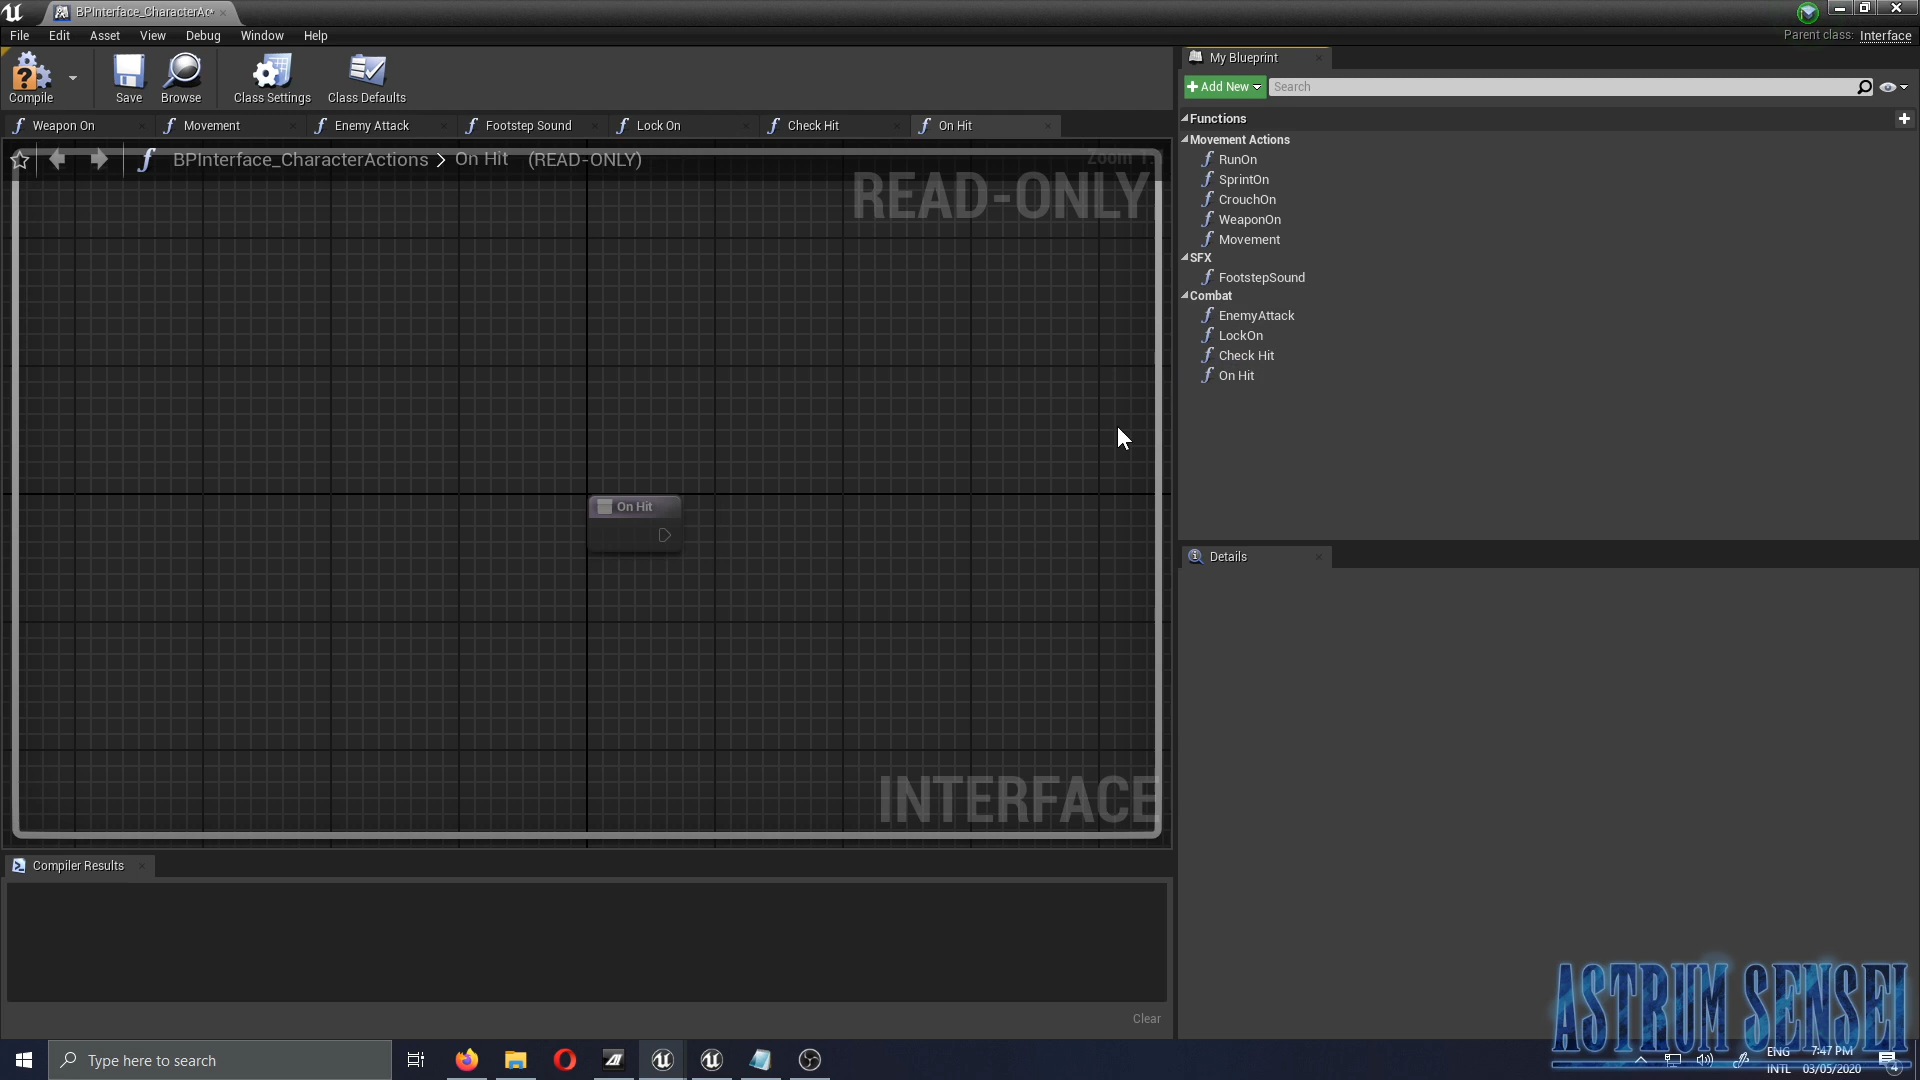 BPInterface_CharacterAc
File Edit Asset View Debug Window Help
Parent class: Interface
Compile Save Browse Class Settings Class Defaults
My Blueprint
Add New Search
Weapon On Movement Enemy Attack Footstep Sound Lock On Check Hit On Hit
Functions
BPInterface_CharacterActions > On Hit (READ-ONLY)
Zoom 1:1
READ-ONLY
Movement Actions
RunOn
SprintOn
CrouchOn
WeaponOn
Movement
SFX
FootstepSound
Combat
EnemyAttack
LockOn
Check Hit
On Hit
On Hit
INTERFACE
Details
Compiler Results
Clear
ASTRUM SENSEI
Type here to search
ENG
INTL
7:47 PM
03/05/2020
4